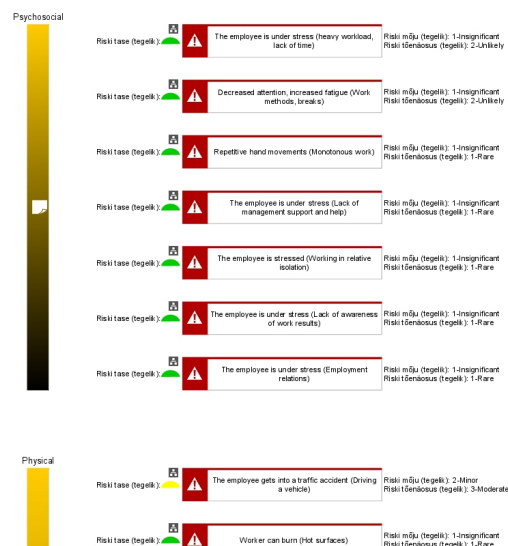 Psychosocial
Riski tase (tegelik):
The employee is under stress (heavy workload,
lack of time)
Riski mõju (tegelik): 1-Insignificant
Riski tõenäosus (tegelik): 2-Unlikely
Riski tase (tegelik):
Decreased attention, increased fatigue (Work
methods, breaks)
Riski mõju (tegelik): 1-Insignificant
Riski tõenäosus (tegelik): 2-Unlikely
Riski tase (tegelik):
Repetitive hand movements (Monotonous work)
Riski mõju (tegelik): 1-Insignificant
Riski tõenäosus (tegelik): 1-Rare
Riski tase (tegelik):
The employee is under stress (Lack of
management support and help)
Riski mõju (tegelik): 1-Insignificant
Riski tõenäosus (tegelik): 1-Rare
Riski tase (tegelik):
The employee is stressed (Working in relative
isolation)
Riski mõju (tegelik): 1-Insignificant
Riski tõenäosus (tegelik): 1-Rare
Riski tase (tegelik):
The employee is under stress (Lack of awareness
of work results)
Riski mõju (tegelik): 1-Insignificant
Riski tõenäosus (tegelik): 1-Rare
Riski tase (tegelik):
The employee is under stress (Employment
relations)
Riski mõju (tegelik): 1-Insignificant
Riski tõenäosus (tegelik): 1-Rare
Physical
Riski tase (tegelik):
The employee gets into a traffic accident (Driving
a vehicle)
Riski mõju (tegelik): 2-Minor
Riski tõenäosus (tegelik): 3-Moderate
Riski tase (tegelik):
Worker can burn (Hot surfaces)
Riski mõju (tegelik): 1-Insignificant
Riski tõenäosus (tegelik): 1-Rare